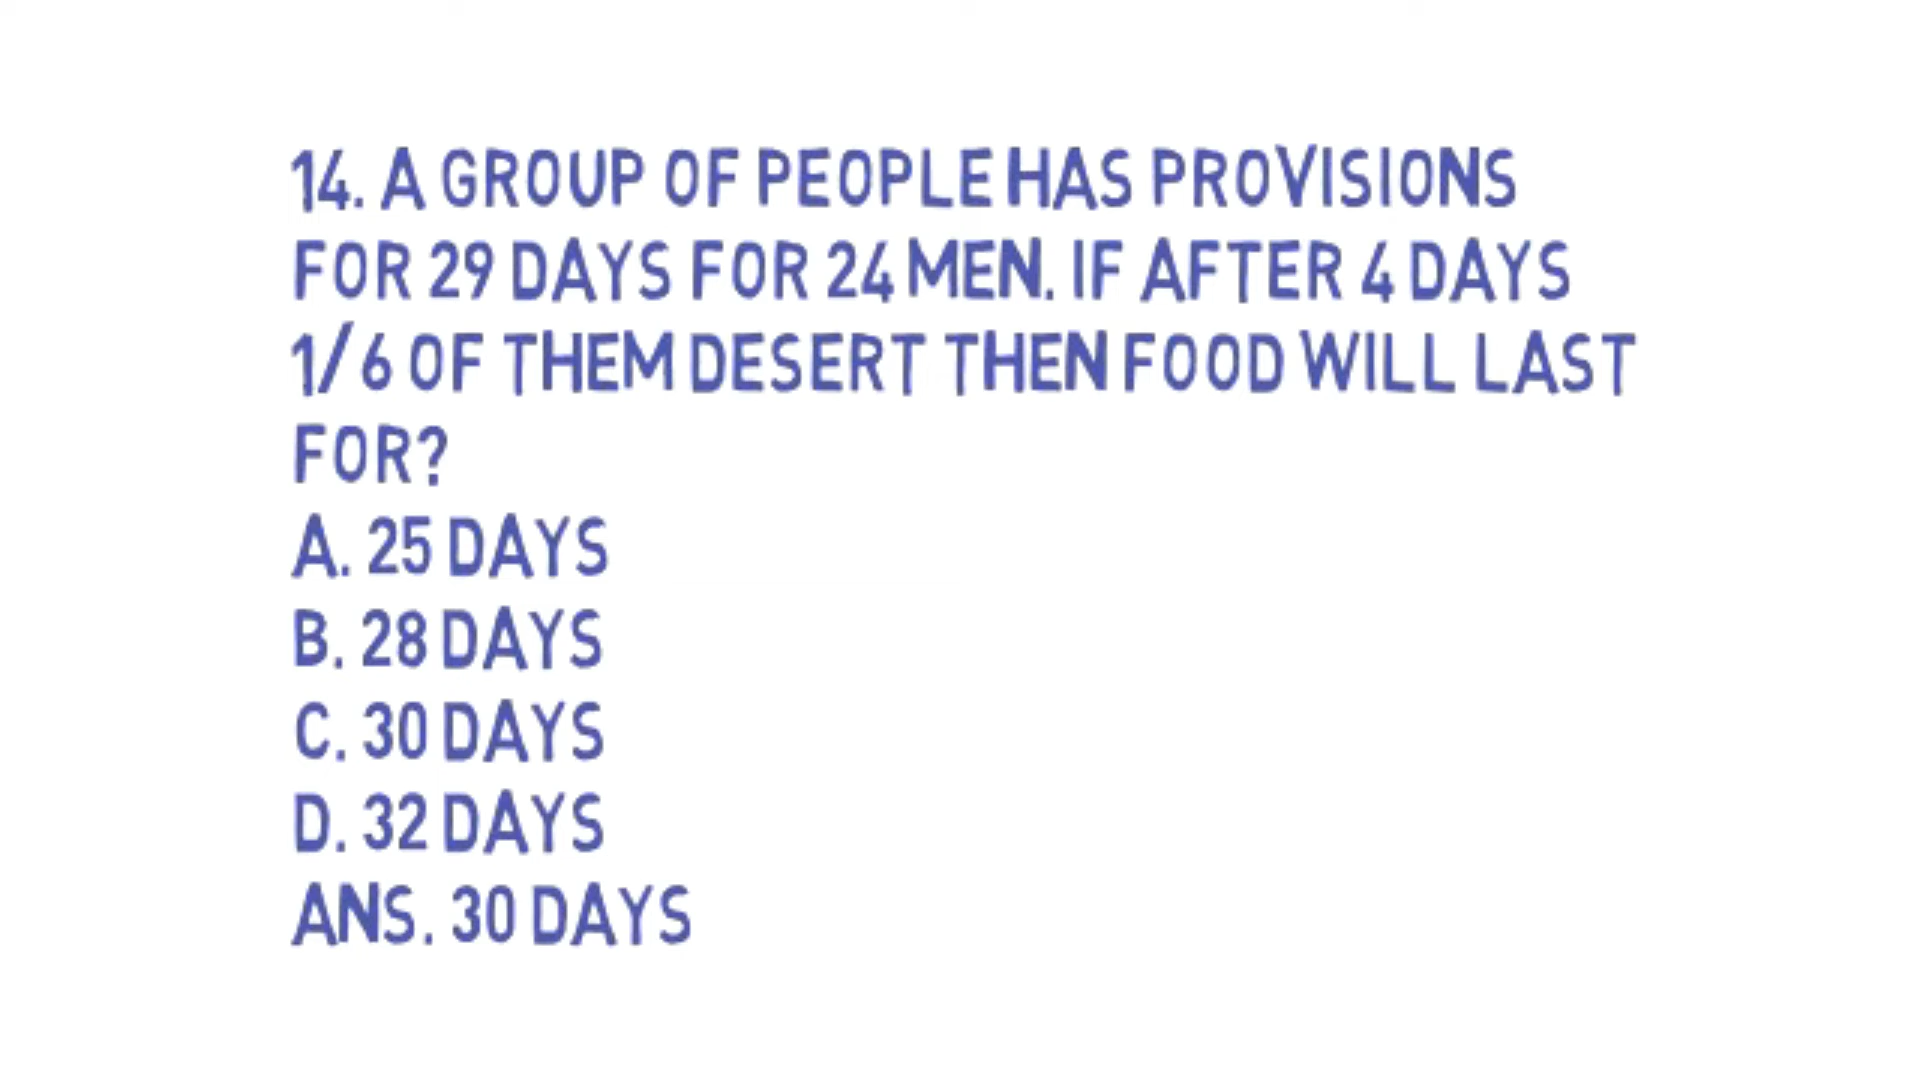 14. A GROUP OF PEOPLE HAS PROVISIONS
FOR 29 DAYS FOR 24 MEN. IF AFTER 4 DAYS
1/6 OF THEM DESERT THEN FOOD WILL LAST
FOR?
A. 25 DAYS
B. 28 DAYS
C. 30 DAYS
D. 32 DAYS
ANS. 30 DAYS